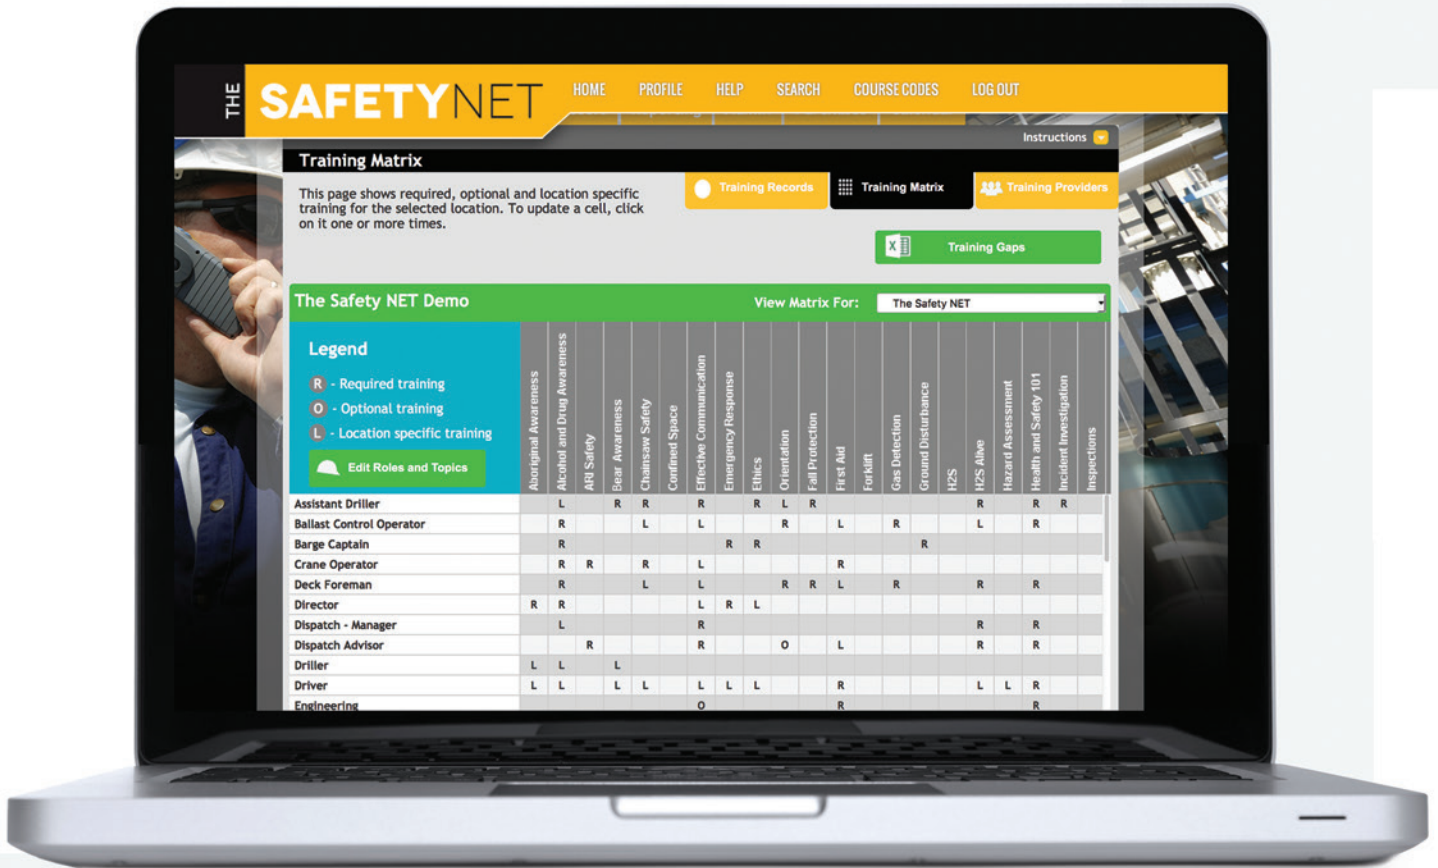 THE SAFETYNET
HOME PROFILE HELP SEARCH COURSE CODES LOG OUT
Instructions
Training Matrix
This page shows required, optional and location specific
training for the selected location. To update a cell, click
on it one or more times.
Training Records Training Matrix Training Providers
Training Gaps
The Safety NET Demo View Matrix For: The Safety NET
Legend
R - Required training
O - Optional training
L - Location specific training
Edit Roles and Topics
Aboriginal Awareness
Alcohol and Drug Awareness
ARI Safety
Bear Awareness
Chainsaw Safety
Confined Space
Effective Communication
Emergency Response
Ethics
Orientation
Fall Protection
First Aid
Forklift
Gas Detection
Ground Disturbance
H2S
H2S Alive
Hazard Assessment
Health and Safety 101
Incident Investigation
Inspections
Assistant Driller L R R R R L R R R R
Ballast Control Operator R L L R L R L R
Barge Captain R R R R
Crane Operator R R R L R
Deck Foreman R L L R R L R R R
Director R R L R L
Dispatch - Manager L R R R
Dispatch Advisor R R O L R R
Driller L L L
Driver L L L L L L L R L L R
Engineering O R R